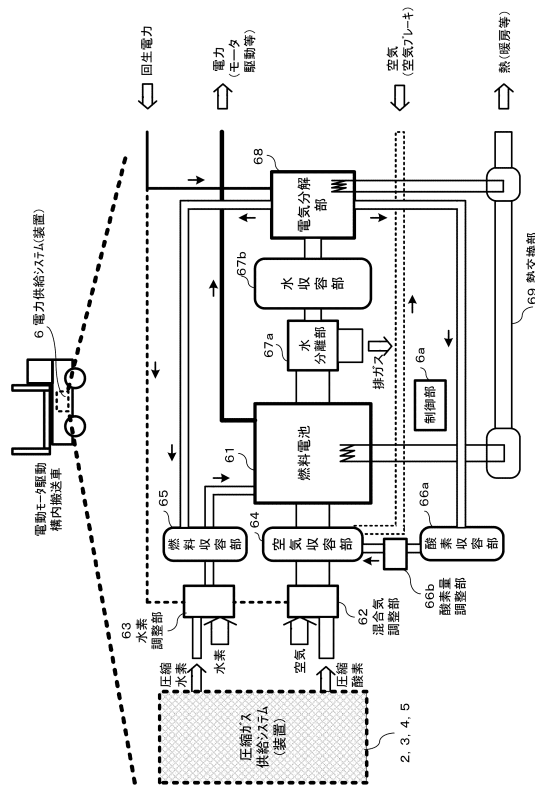 電動モータ駆動
構内搬送車
6 電力供給システム(装置)
回生電力
電力
(モータ
駆動等)
空気
(空気ブレーキ)
熱(暖房等)
68
電気分解
部
67b
水収容部
67a
水
分離部
排ガス
6a
制御部
69 熱交換部
61
燃料電池
65
燃料収容部
64
空気収容部
66a
酸素収容部
66b
酸素量
調整部
63
水素
調整部
62
混合気
調整部
圧縮
水素
水素
空気
圧縮
酸素
圧縮ガス
供給システム
(装置)
2, 3, 4, 5